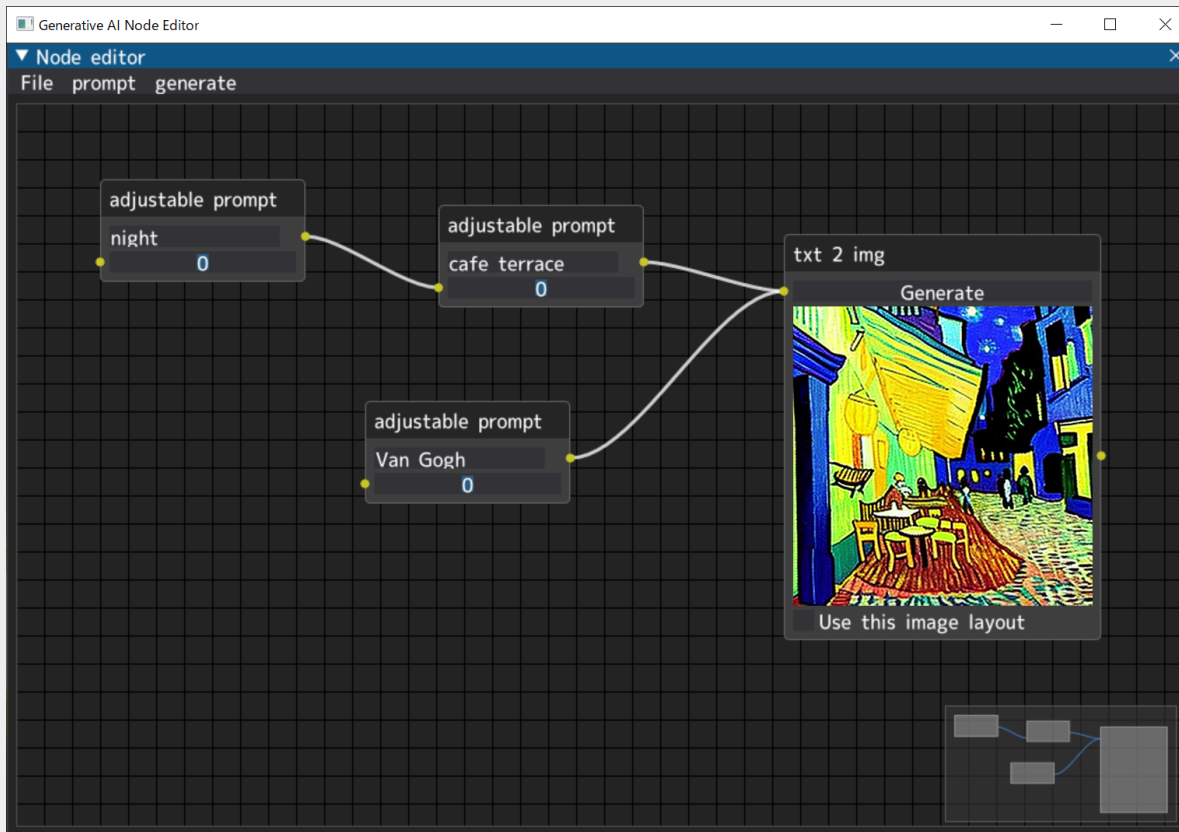 Generative AI Node Editor
Node editor
File prompt generate
adjustable prompt
night
0
adjustable prompt
cafe terrace
0
adjustable prompt
Van Gogh
0
txt 2 img
Generate
Use this image layout